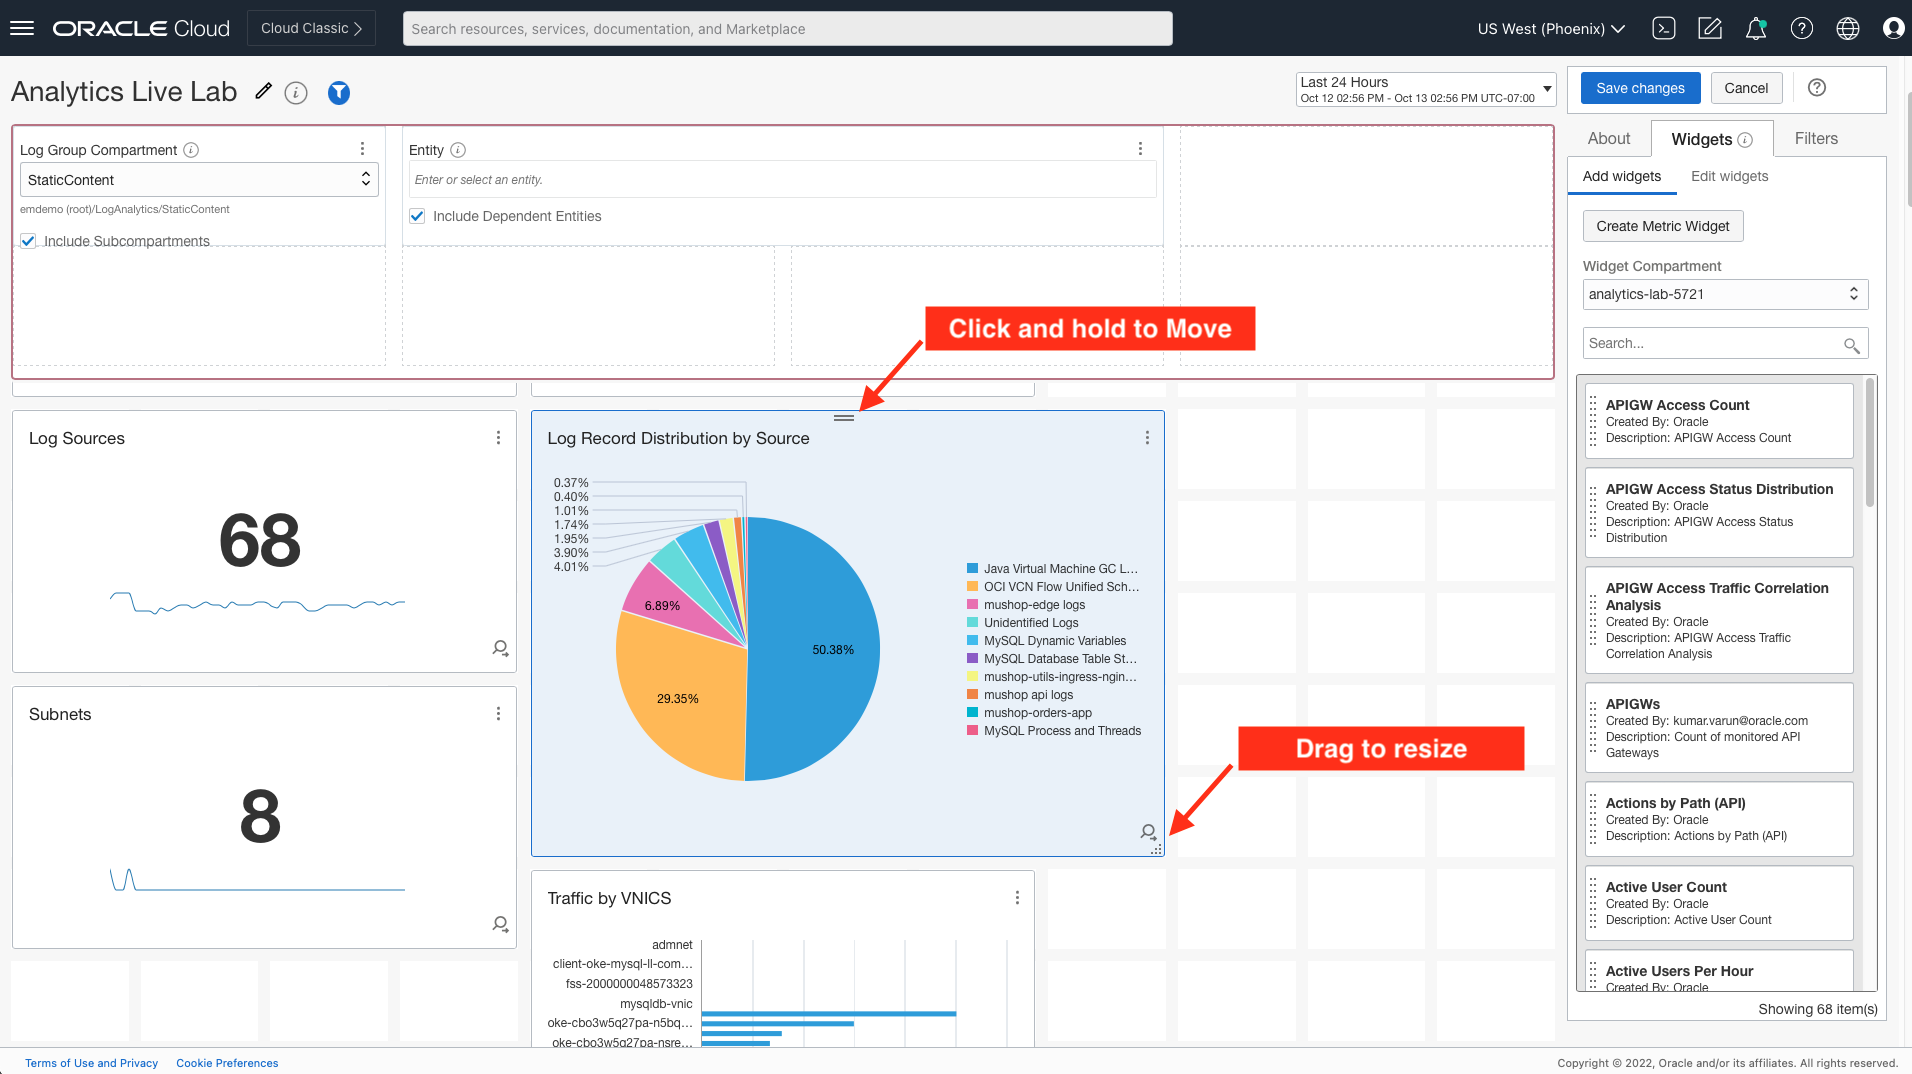 ORACLE Cloud
Cloud Classic
Search resources, services, documentation, and Marketplace
US West (Phoenix)
Analytics Live Lab
Last 24 Hours
Oct 12 02:56 PM - Oct 13 02:56 PM UTC-07:00
Save changes
Cancel
Log Group Compartment
StaticContent
emdemo (root)/LogAnalytics/StaticContent
Include Subcompartments
Entity
Enter or select an entity.
Include Dependent Entities
Click and hold to Move
Log Sources
68
Subnets
8
Log Record Distribution by Source
0.37%
0.40%
1.01%
1.74%
1.95%
3.90%
4.01%
6.89%
29.35%
50.38%
Java Virtual Machine GC L...
OCI VCN Flow Unified Sch...
mushop-edge logs
Unidentified Logs
MySQL Dynamic Variables
MySQL Database Table St...
mushop-utils-ingress-ngin...
mushop api logs
mushop-orders-app
MySQL Process and Threads
Drag to resize
Traffic by VNICS
admnet
client-oke-mysql-ll-com...
fss-2000000048573323
mysqldb-vnic
oke-cbo3w5q27pa-n5bq...
oke-cbo3w5q27pa-nsre...
About
Widgets
Filters
Add widgets
Edit widgets
Create Metric Widget
Widget Compartment
analytics-lab-5721
Search...
APIGW Access Count
Created By: Oracle
Description: APIGW Access Count
APIGW Access Status Distribution
Created By: Oracle
Description: APIGW Access Status
Distribution
APIGW Access Traffic Correlation
Analysis
Created By: Oracle
Description: APIGW Access Traffic
Correlation Analysis
APIGWs
Created By: kumar.varun@oracle.com
Description: Count of monitored API
Gateways
Actions by Path (API)
Created By: Oracle
Description: Actions by Path (API)
Active User Count
Created By: Oracle
Description: Active User Count
Active Users Per Hour
Created By: Oracle
Showing 68 item(s)
Terms of Use and Privacy
Cookie Preferences
Copyright © 2022, Oracle and/or its affiliates. All rights reserved.